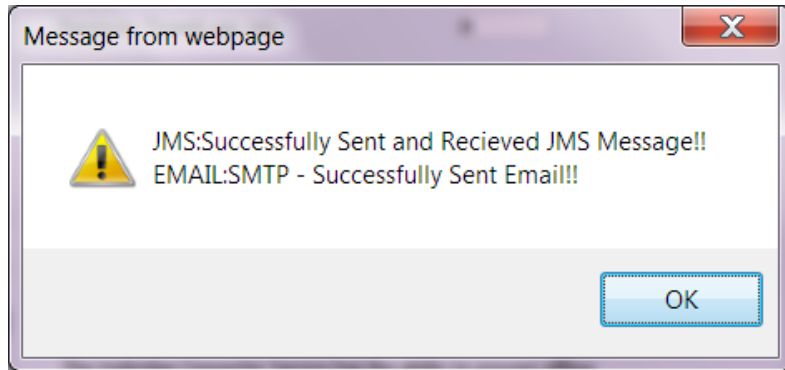 Message from webpage
JMS:Successfully Sent and Recieved JMS Message!!
EMAIL:SMTP - Successfully Sent Email!!
OK